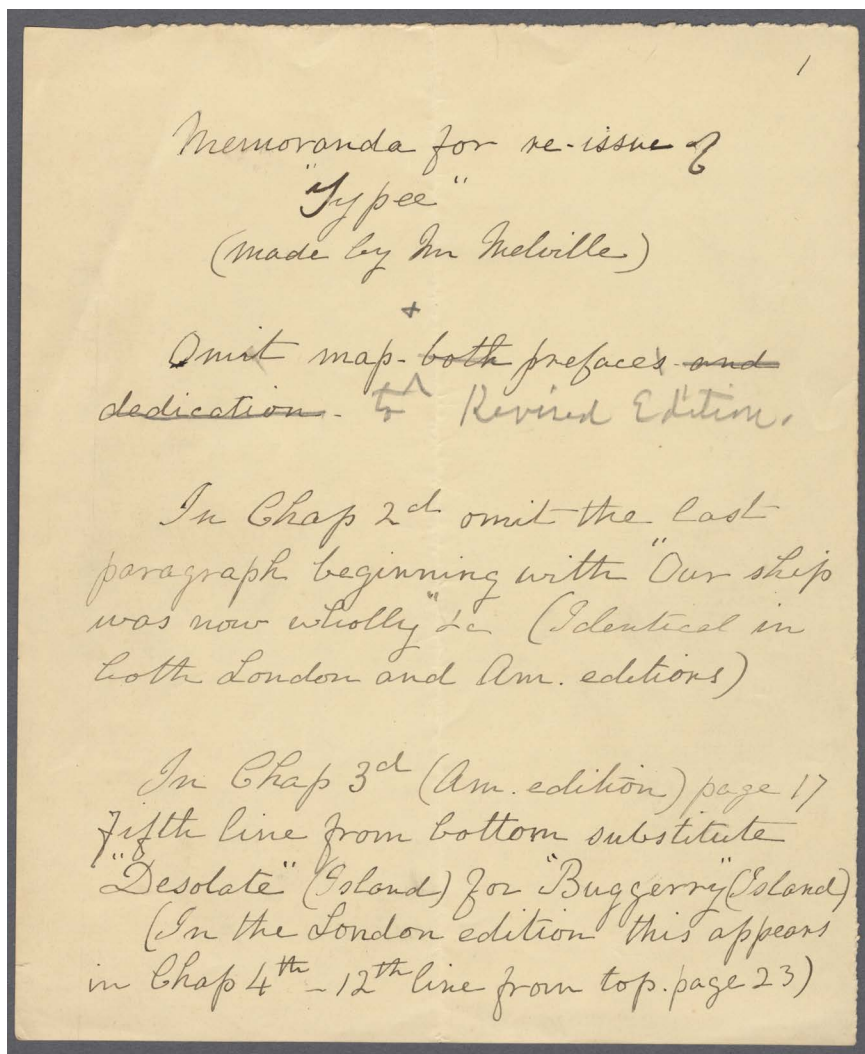 1
Memoranda for re-issue of
"Typee"
(made by Mr Melville)
+
Omit map - both prefaces and
dedication - to Revised Edition.
In Chap 2d omit the last
paragraph beginning with "Our ship
was now wholly" &c (Identical in
both London and Am. editions)
In Chap 3d (Am. edition) page 17
fifth line from bottom substitute
"Desolate" (Island) for "Buggerry" (Island)
(In the London edition this appears
in Chap 4th - 12th line from top. page 23)